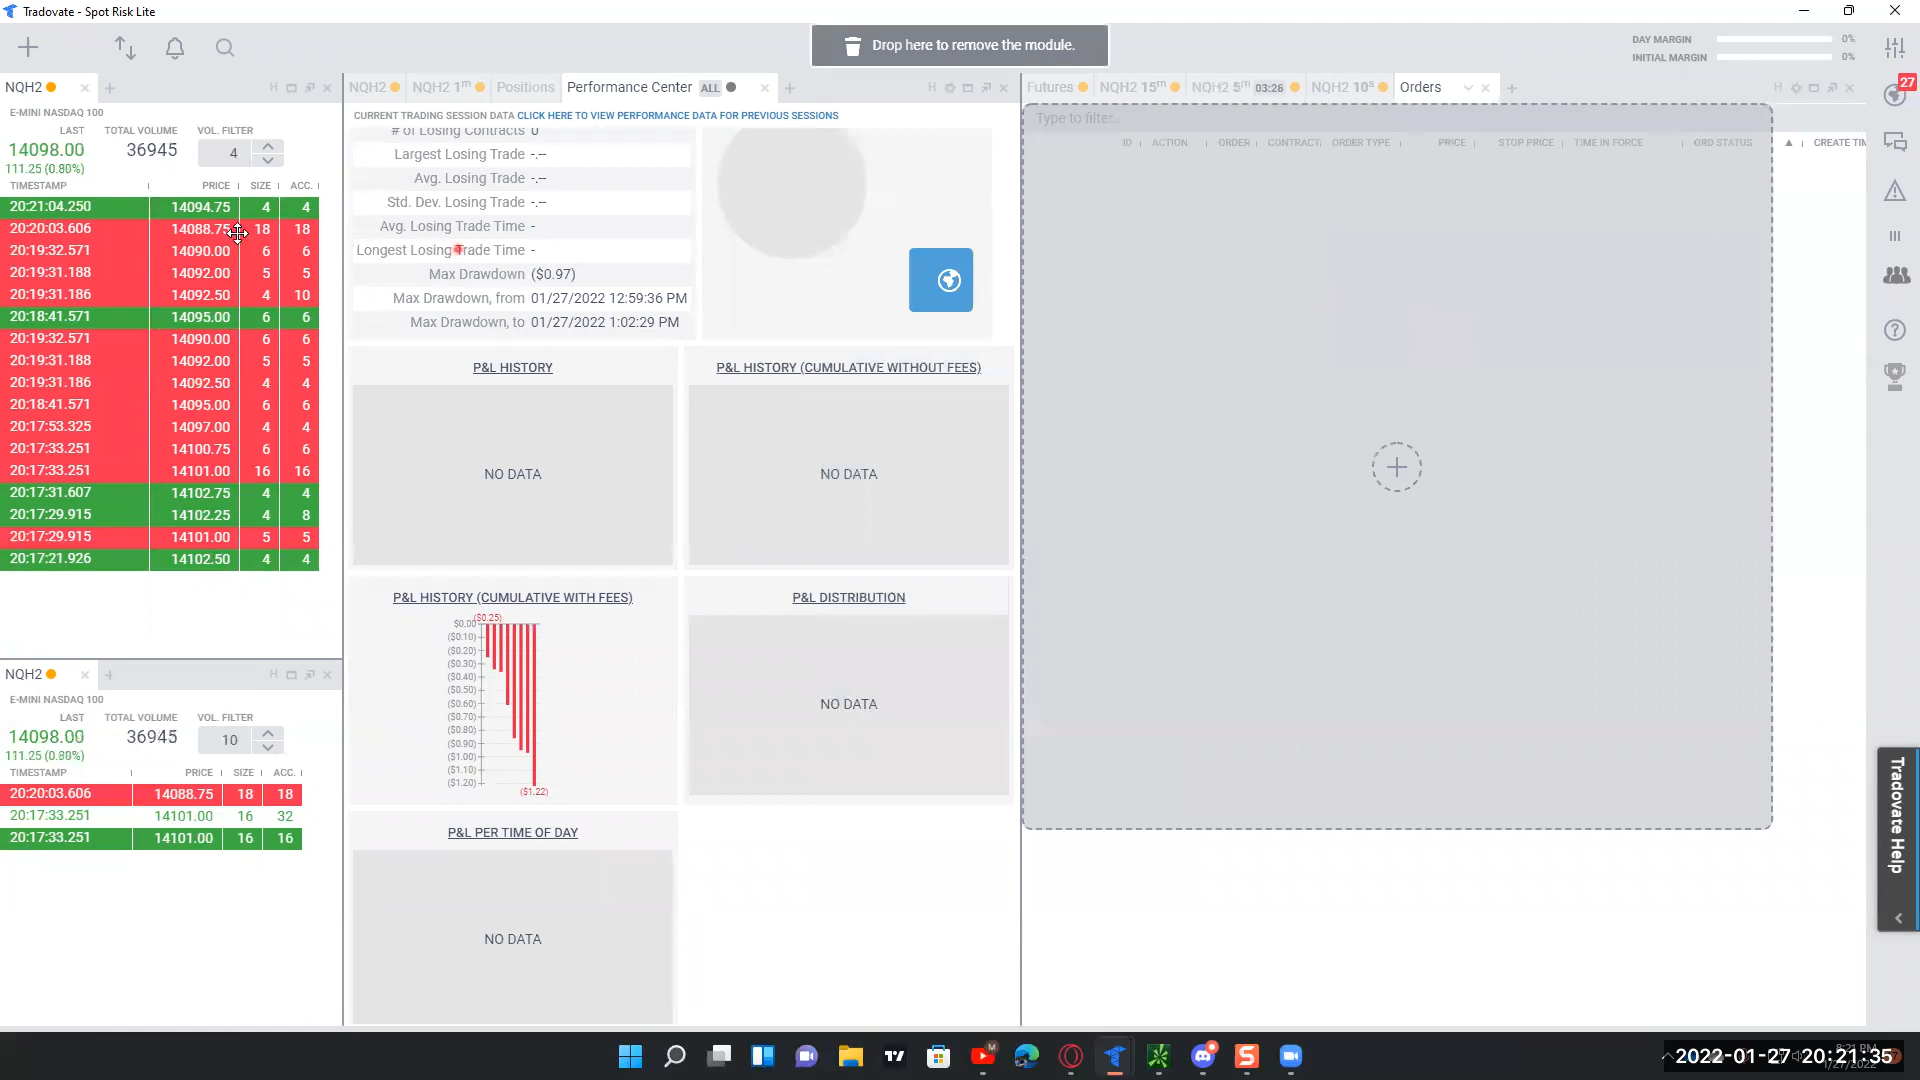 Tradovate - Spot Risk Lite
Drop here to remove the module.
DAY MARGIN 0%
INITIAL MARGIN 0%
27
NQH2
E-MINI NASDAQ 100
LAST TOTAL VOLUME VOL. FILTER
14098.00 36945 4
111.25 (0.80%)
TIMESTAMP PRICE SIZE ACC.
20:21:04.250 14094.75 4 4
20:20:03.606 14088.75 18 18
20:19:32.571 14090.00 6 6
20:19:31.188 14092.00 5 5
20:19:31.186 14092.50 4 10
20:18:41.571 14095.00 6 6
20:19:32.571 14090.00 6 6
20:19:31.188 14092.00 5 5
20:19:31.186 14092.50 4 4
20:18:41.571 14095.00 6 6
20:17:53.325 14097.00 4 4
20:17:33.251 14100.75 6 6
20:17:33.251 14101.00 16 16
20:17:31.607 14102.75 4 4
20:17:29.915 14102.25 4 8
20:17:29.915 14101.00 5 5
20:17:21.926 14102.50 4 4
NQH2
E-MINI NASDAQ 100
LAST TOTAL VOLUME VOL. FILTER
14098.00 36945 10
111.25 (0.80%)
TIMESTAMP PRICE SIZE ACC.
20:20:03.606 14088.75 18 18
20:17:33.251 14101.00 16 32
20:17:33.251 14101.00 16 16
NQH2 NQH2 1m Positions Performance Center ALL
CURRENT TRADING SESSION DATA CLICK HERE TO VIEW PERFORMANCE DATA FOR PREVIOUS SESSIONS
# of Losing Contracts 0
Largest Losing Trade -.--
Avg. Losing Trade -.--
Std. Dev. Losing Trade -.--
Avg. Losing Trade Time -
Longest Losing Trade Time -
Max Drawdown ($0.97)
Max Drawdown, from 01/27/2022 12:59:36 PM
Max Drawdown, to 01/27/2022 1:02:29 PM
P&L HISTORY
NO DATA
P&L HISTORY (CUMULATIVE WITHOUT FEES)
NO DATA
P&L HISTORY (CUMULATIVE WITH FEES)
($0.25)
$0.00
($0.10)
($0.20)
($0.30)
($0.40)
($0.50)
($0.60)
($0.70)
($0.80)
($0.90)
($1.00)
($1.10)
($1.20)
($1.22)
P&L DISTRIBUTION
NO DATA
P&L PER TIME OF DAY
NO DATA
Futures NQH2 15m NQH2 5m 03:26 NQH2 10s Orders
Type to filter..
ID ACTION ORDER CONTRACT ORDER TYPE PRICE STOP PRICE TIME IN FORCE ORD STATUS ▲ CREATE TIM
Tradovate Help
2022-01-27 20:21:35